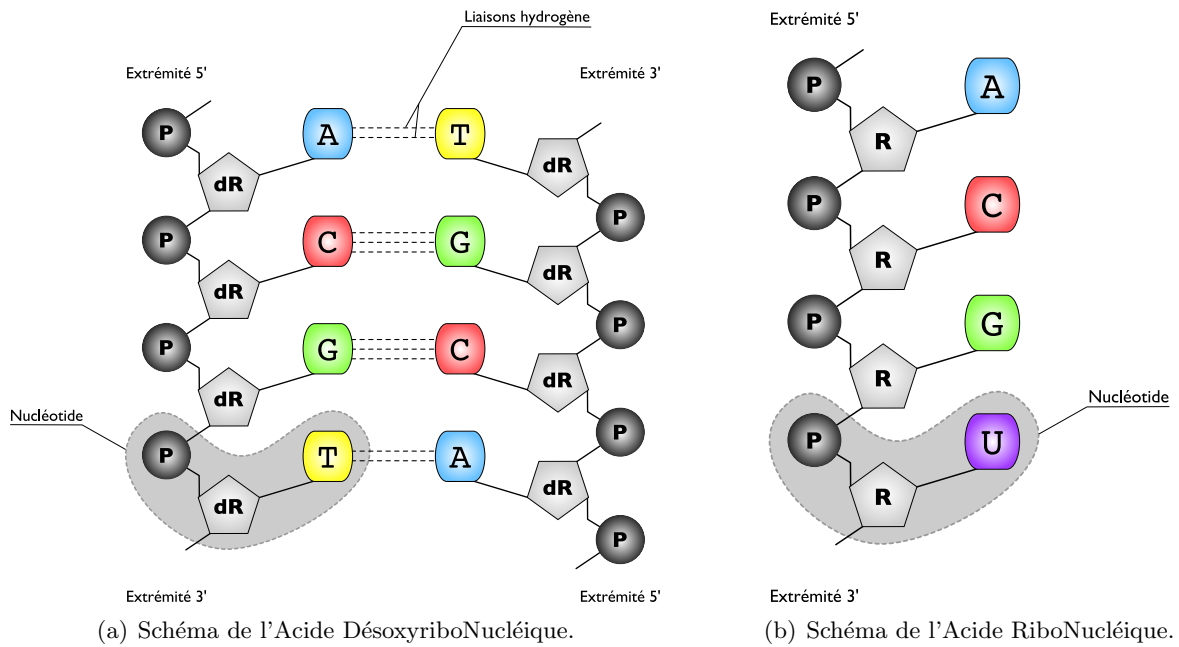 Liaisons hydrogène
Extrémité 5'
Extrémité 3'
P
A
T
dR
dR
P
P
C
G
dR
dR
P
P
G
C
dR
dR
Nucléotide
P
P
T
A
dR
dR
P
Extrémité 3'
Extrémité 5'
(a) Schéma de l'Acide DésoxyriboNucléique.
Extrémité 5'
P
A
R
P
C
R
P
G
R
Nucléotide
P
U
R
Extrémité 3'
(b) Schéma de l'Acide RiboNucléique.